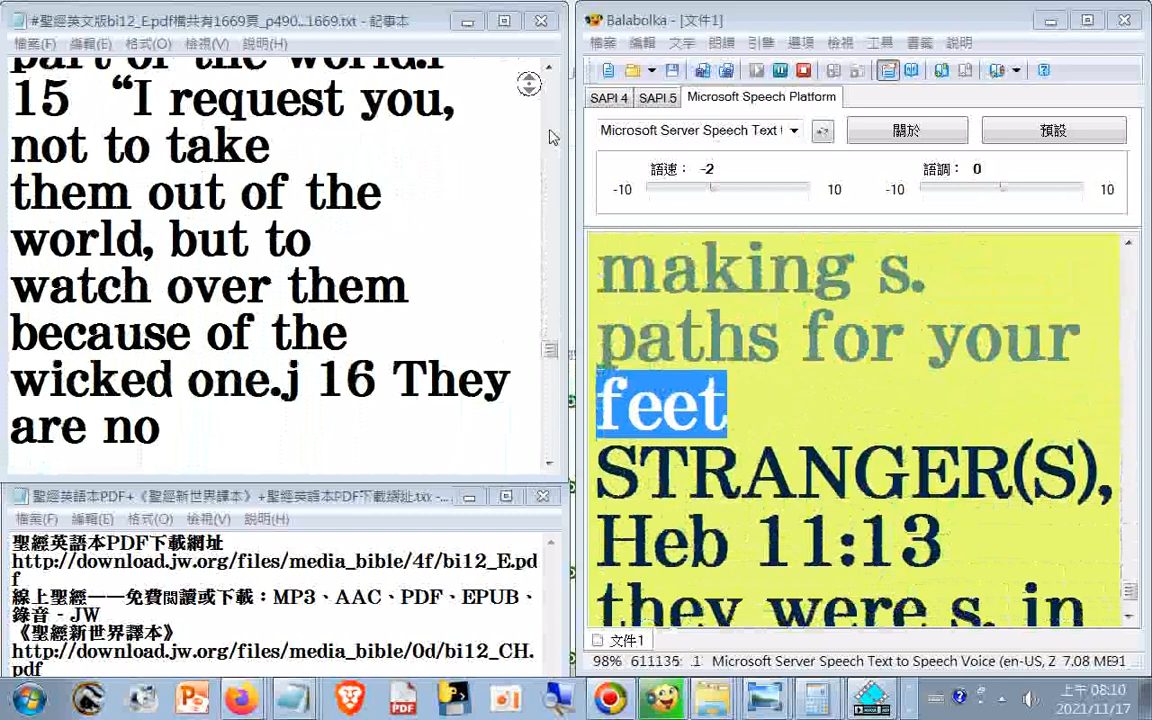 #聖經英文版bi12_E.pdf檔共有1669頁_p490...1669.txt - 記事本
檔案(F) 編輯(E) 格式(O) 檢視(V) 說明(H)
part of the world.i
15 “I request you,
not to take
them out of the
world, but to
watch over them
because of the
wicked one.j 16 They
are no
聖經英語本PDF+《聖經新世界譯本》+聖經英語本PDF下載網址.txt - ...
檔案(F) 編輯(E) 格式(O) 檢視(V) 說明(H)
聖經英語本PDF下載網址
http://download.jw.org/files/media_bible/4f/bi12_E.pd
f
線上聖經——免費閱讀或下載：MP3、AAC、PDF、EPUB、
錄音 - JW
《聖經新世界譯本》
http://download.jw.org/files/media_bible/0d/bi12_CH.
pdf
Balabolka - [文件1]
檔案 編輯 文字 朗讀 引擎 選項 檢視 工具 書籤 說明
SAPI 4 SAPI 5 Microsoft Speech Platform
Microsoft Server Speech Text 關於 預設
語速： -2 語調： 0
-10 10 -10 10
making s.
paths for your
feet
STRANGER(S),
Heb 11:13
they were s. in
文件1
98% 611135: 1 Microsoft Server Speech Text to Speech Voice (en-US, Z 7.08 ME91
上午 08:10
2021/11/17